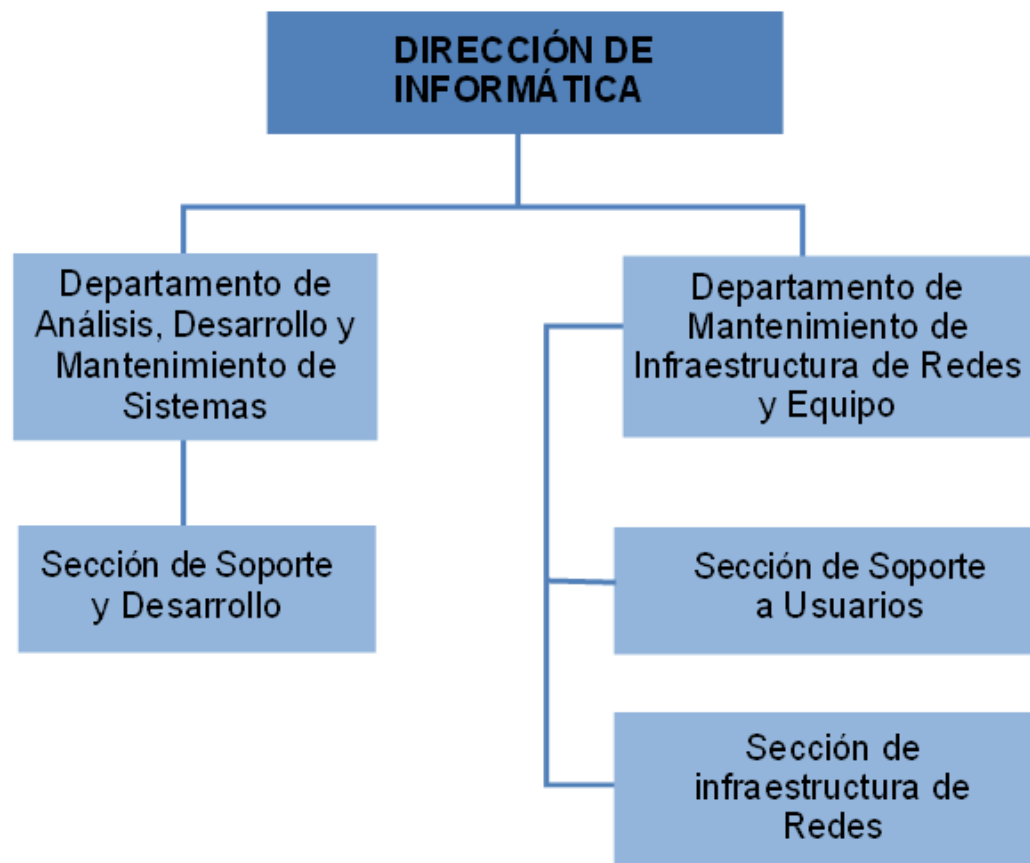 DIRECCIÓN DE
INFORMÁTICA
Departamento de
Análisis, Desarrollo y
Mantenimiento de
Sistemas
Departamento de
Mantenimiento de
Infraestructura de Redes
y Equipo
Sección de Soporte
y Desarrollo
Sección de Soporte
a Usuarios
Sección de
infraestructura de
Redes